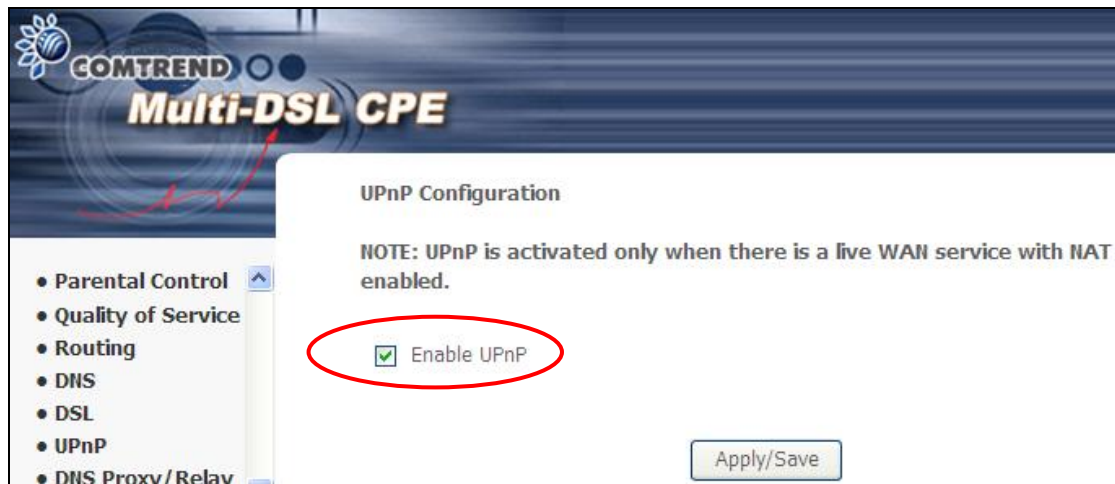 COMTREND
Multi-DSL CPE
UPnP Configuration
NOTE: UPnP is activated only when there is a live WAN service with NAT
enabled.
Enable UPnP
Apply/Save
• Parental Control
• Quality of Service
• Routing
• DNS
• DSL
• UPnP
• DNS Proxy/Relay